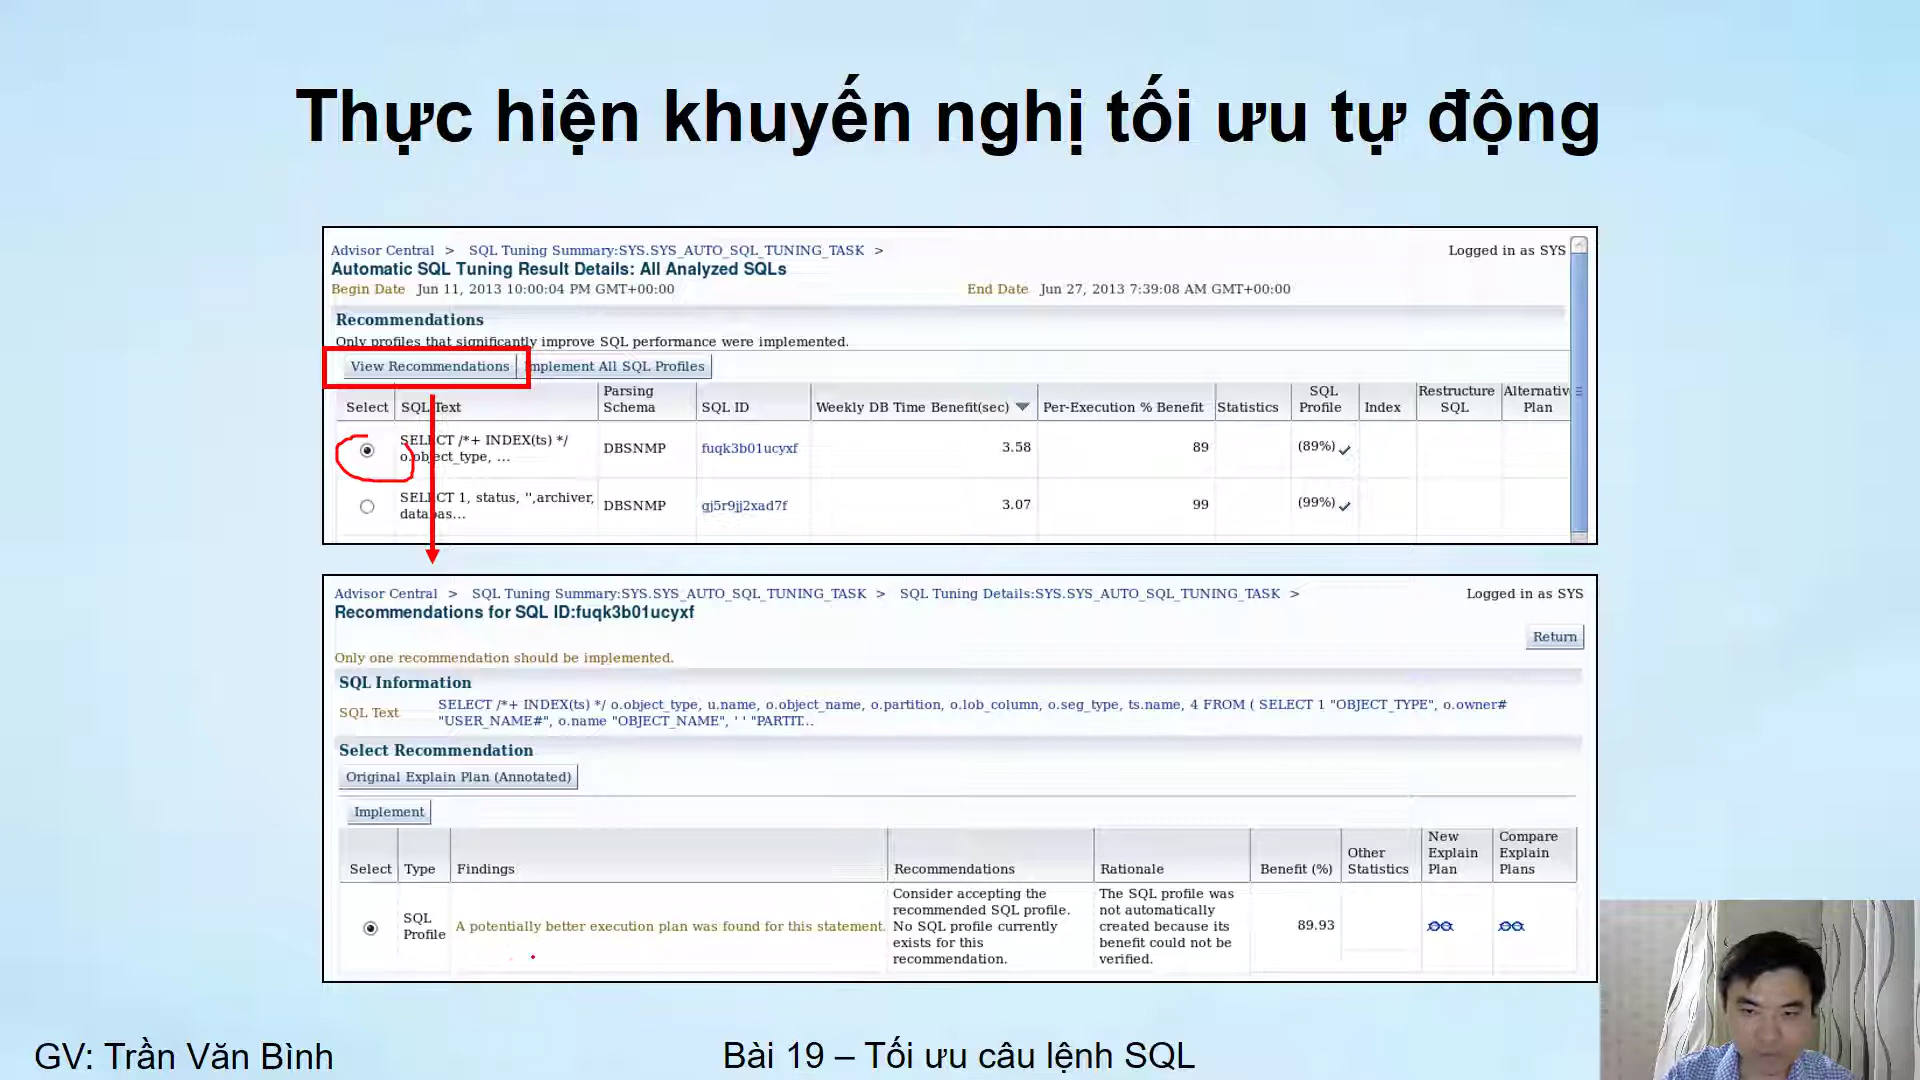 Thực hiện khuyến nghị tối ưu tự động
Advisor Central > SQL Tuning Summary:SYS.SYS_AUTO_SQL_TUNING_TASK > Logged in as SYS
Automatic SQL Tuning Result Details: All Analyzed SQLs
Begin Date Jun 11, 2013 10:00:04 PM GMT+00:00 End Date Jun 27, 2013 7:39:08 AM GMT+00:00
Recommendations
Only profiles that significantly improve SQL performance were implemented.
View Recommendations Implement All SQL Profiles
Select SQL Text Parsing Schema SQL ID Weekly DB Time Benefit(sec) Per-Execution % Benefit Statistics SQL Profile Index Restructure SQL Alternative Plan
SELECT /*+ INDEX(ts) */ o.object_type, ... DBSNMP fuqk3b01ucyxf 3.58 89 (89%)
SELECT 1, status, '',archiver, databas... DBSNMP gj5r9jj2xad7f 3.07 99 (99%)
Advisor Central > SQL Tuning Summary:SYS.SYS_AUTO_SQL_TUNING_TASK > SQL Tuning Details:SYS.SYS_AUTO_SQL_TUNING_TASK > Logged in as SYS
Recommendations for SQL ID:fuqk3b01ucyxf
Return
Only one recommendation should be implemented.
SQL Information
SQL Text SELECT /*+ INDEX(ts) */ o.object_type, u.name, o.object_name, o.partition, o.lob_column, o.seg_type, ts.name, 4 FROM ( SELECT 1 "OBJECT_TYPE", o.owner#
"USER_NAME#", o.name "OBJECT_NAME", ' ' "PARTIT...
Select Recommendation
Original Explain Plan (Annotated)
Implement
Select Type Findings Recommendations Rationale Benefit (%) Other Statistics New Explain Plan Compare Explain Plans
SQL Profile A potentially better execution plan was found for this statement. Consider accepting the recommended SQL profile. No SQL profile currently exists for this recommendation. The SQL profile was not automatically created because its benefit could not be verified. 89.93
GV: Trần Văn Bình
Bài 19 – Tối ưu câu lệnh SQL